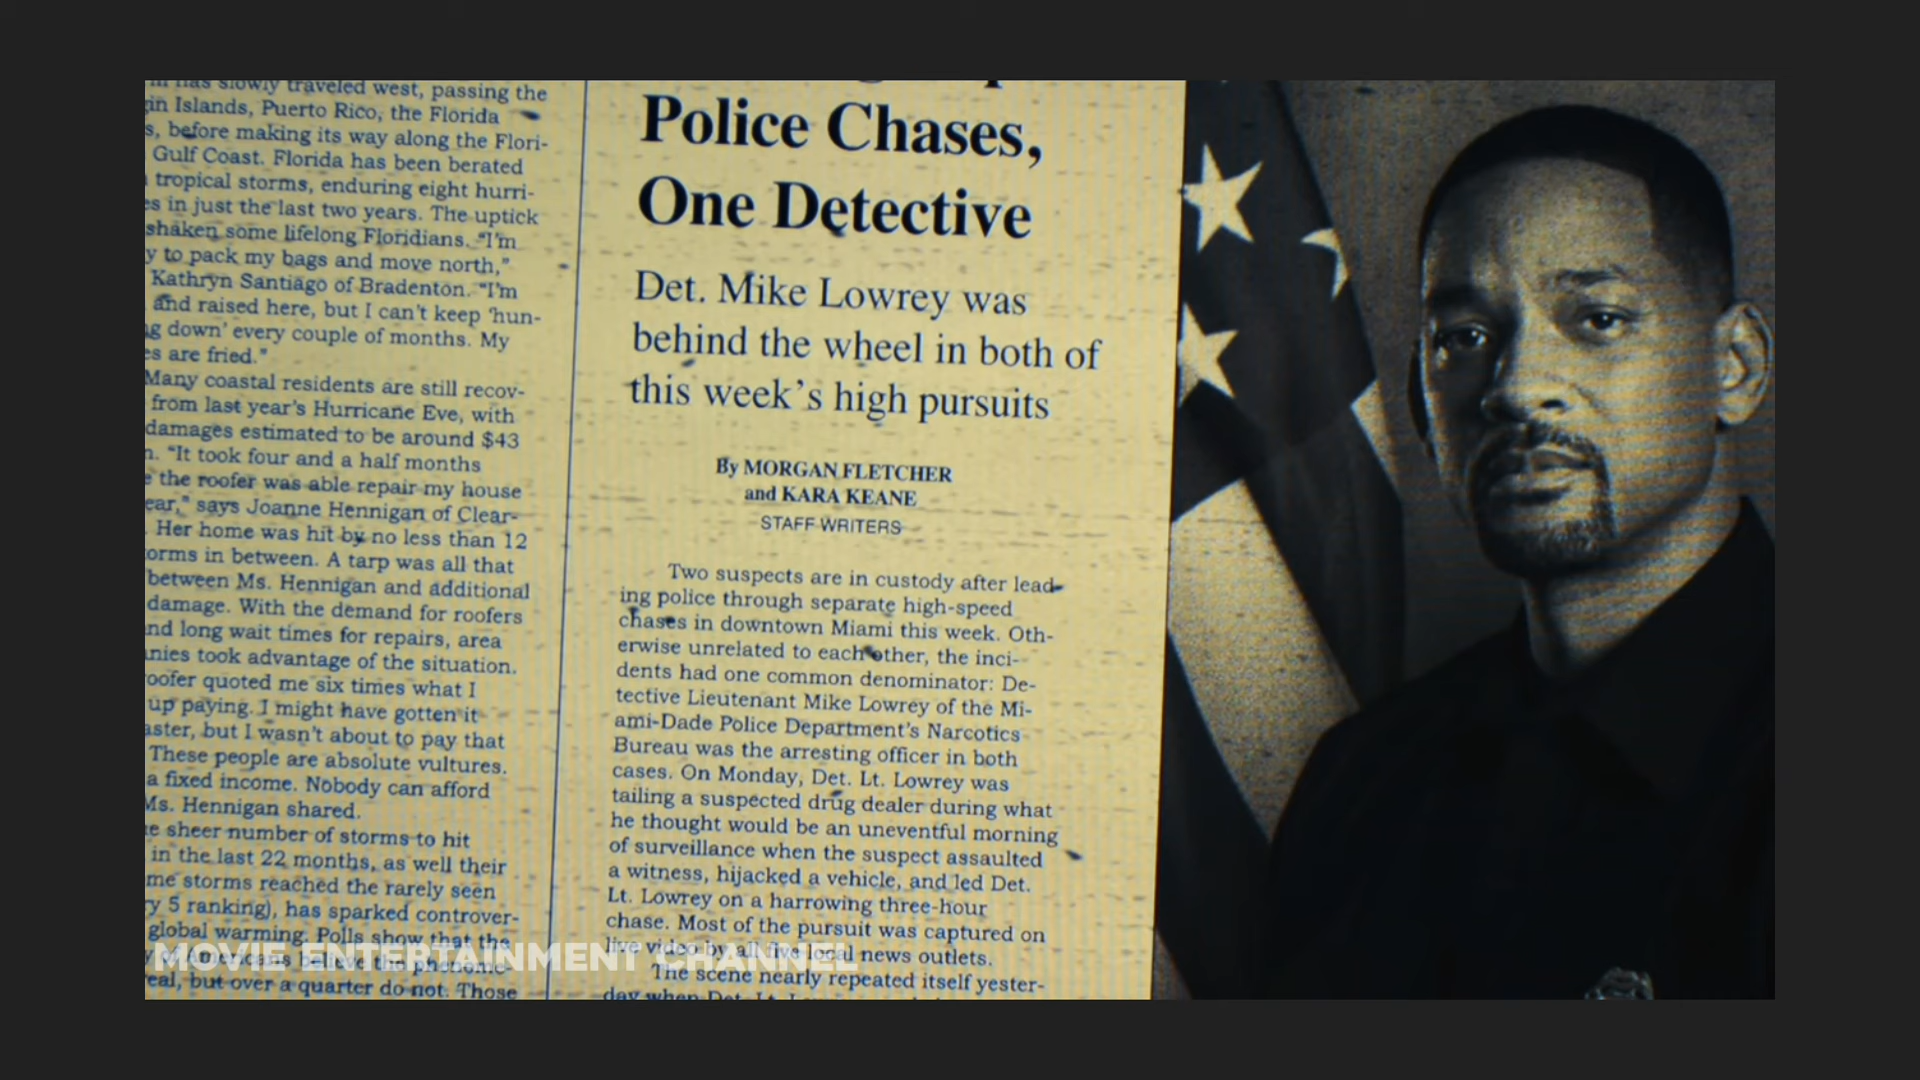 has slowly traveled west, passing the
Islands, Puerto Rico, the Florida
before making its way along the Flori-
Gulf Coast. Florida has been berated
tropical storms, enduring eight hurri-
in just the last two years. The uptick
shaken some lifelong Floridians. “I’m
to pack my bags and move north,”
Kathryn Santiago of Bradenton. “I’m
and raised here, but I can’t keep ‘hun-
down’ every couple of months. My
are fried.”
Many coastal residents are still recov-
from last year’s Hurricane Eve, with
damages estimated to be around $43
“It took four and a half months
the roofer was able repair my house
says Joanne Hennigan of Clear-
Her home was hit by no less than 12
in between. A tarp was all that
between Ms. Hennigan and additional
damage. With the demand for roofers
long wait times for repairs, area
took advantage of the situation.
quoted me six times what I
up paying. I might have gotten it
but I wasn’t about to pay that
These people are absolute vultures.
a fixed income. Nobody can afford
Ms. Hennigan shared.
sheer number of storms to hit
in the last 22 months, as well their
storms reached the rarely seen
5 ranking), has sparked controver-
global warming. Polls show that the
Americans believe the phenome-
but over a quarter do not. Those
Police Chases,
One Detective
Det. Mike Lowrey was
behind the wheel in both of
this week’s high pursuits
By MORGAN FLETCHER
and KARA KEANE
STAFF WRITERS
Two suspects are in custody after lead-
ing police through separate high-speed
chases in downtown Miami this week. Oth-
erwise unrelated to each other, the inci-
dents had one common denominator: De-
tective Lieutenant Mike Lowrey of the Mi-
ami-Dade Police Department’s Narcotics
Bureau was the arresting officer in both
cases. On Monday, Det. Lt. Lowrey was
tailing a suspected drug dealer during what
he thought would be an uneventful morning
of surveillance when the suspect assaulted
a witness, hijacked a vehicle, and led Det.
Lt. Lowrey on a harrowing three-hour
chase. Most of the pursuit was captured on
live video by all five local news outlets.
The scene nearly repeated itself yester-
day when Det. Lt.
MOVIE ENTERTAINMENT CHANNEL